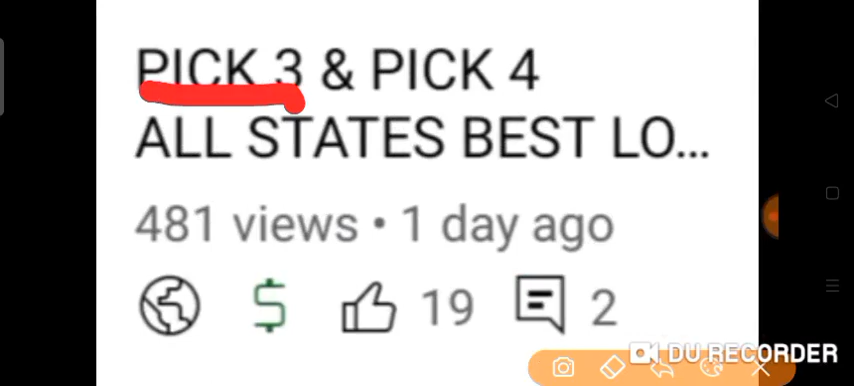 PICK 3 & PICK 4
ALL STATES BEST LO...
481 views • 1 day ago
$ 19 2
DU RECORDER